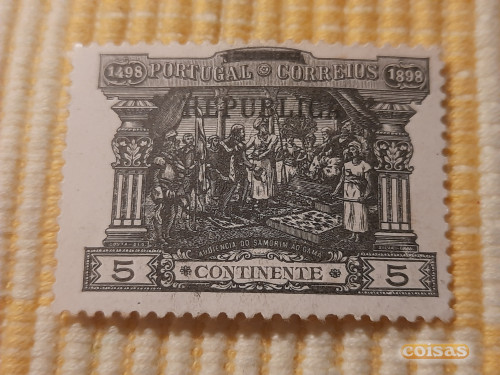 1498 PORTUGAL CORREIOS 1898
REPUBLICA
AUDIENCIA DO SAMORIM AO GAMA
5 CONTINENTE 5
coisas